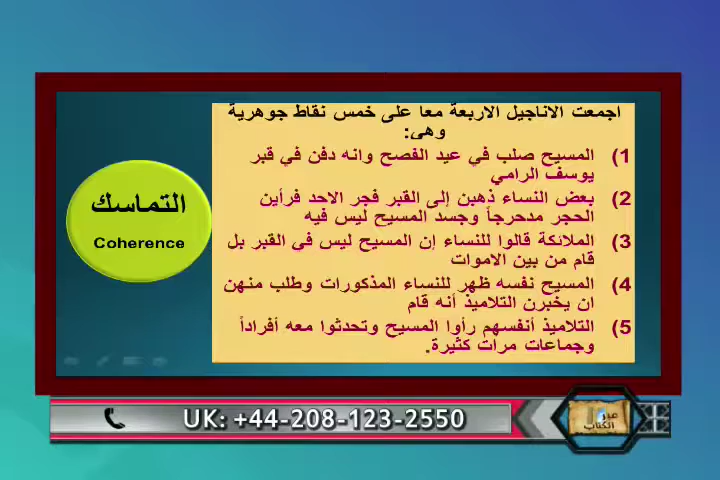 اجمعت الاناجيل الاربعة معا على خمس نقاط جوهرية
وهي:
1) المسيح صلب في عيد الفصح وانه دفن في قبر
يوسف الرامي
2) بعض النساء ذهبن إلى القبر فجر الاحد فرأين
الحجر مدحرجاً وجسد المسيح ليس فيه
3) الملائكة قالوا للنساء إن المسيح ليس في القبر بل
قام من بين الاموات
4) المسيح نفسه ظهر للنساء المذكورات وطلب منهن
ان يخبرن التلاميذ أنه قام
5) التلاميذ أنفسهم رأوا المسيح وتحدثوا معه أفراداً
وجماعات مرات كثيرة.
التماسك
Coherence
UK: +44-208-123-2550
عبر
الكتاب